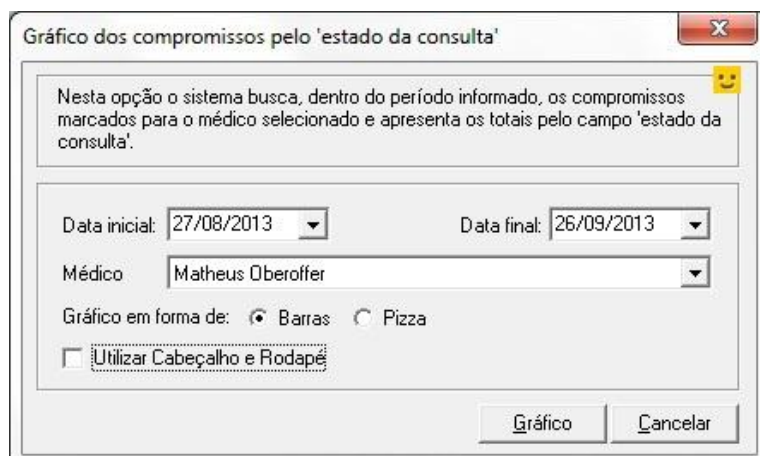 Gráfico dos compromissos pelo 'estado da consulta'
Nesta opção o sistema busca, dentro do período informado, os compromissos
marcados para o médico selecionado e apresenta os totais pelo campo 'estado da
consulta'.
Data inicial: 27/08/2013 Data final: 26/09/2013
Médico Matheus Oberoffer
Gráfico em forma de: Barras Pizza
Utilizar Cabeçalho e Rodapé
Gráfico Cancelar